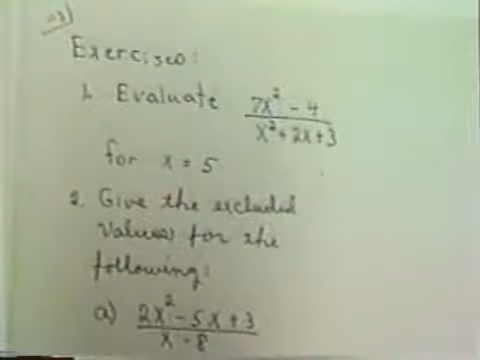 Exercises:
1. Evaluate 7x² - 4 / x² + 2x + 3
for x = 5
2. Give the excluded
values for the
following:
a) 2x² - 5x + 3 / x - 8